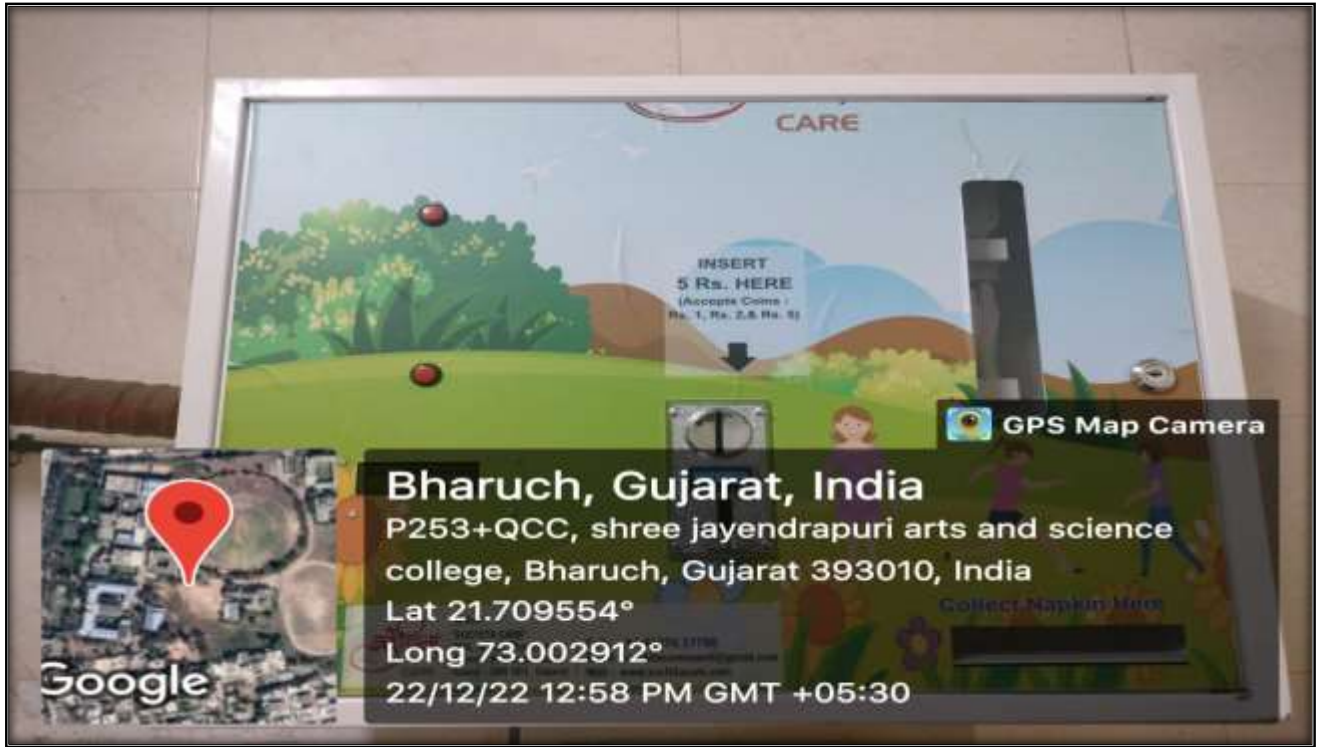 CARE
INSERT
5 Rs. HERE
(Accepts Coins :
Rs. 1, Rs. 2,& Rs. 5)
GPS Map Camera
Bharuch, Gujarat, India
P253+QCC, shree jayendrapuri arts and science
college, Bharuch, Gujarat 393010, India
Lat 21.709554°
Long 73.002912°
22/12/22 12:58 PM GMT +05:30
Collect Napkin Here
Google